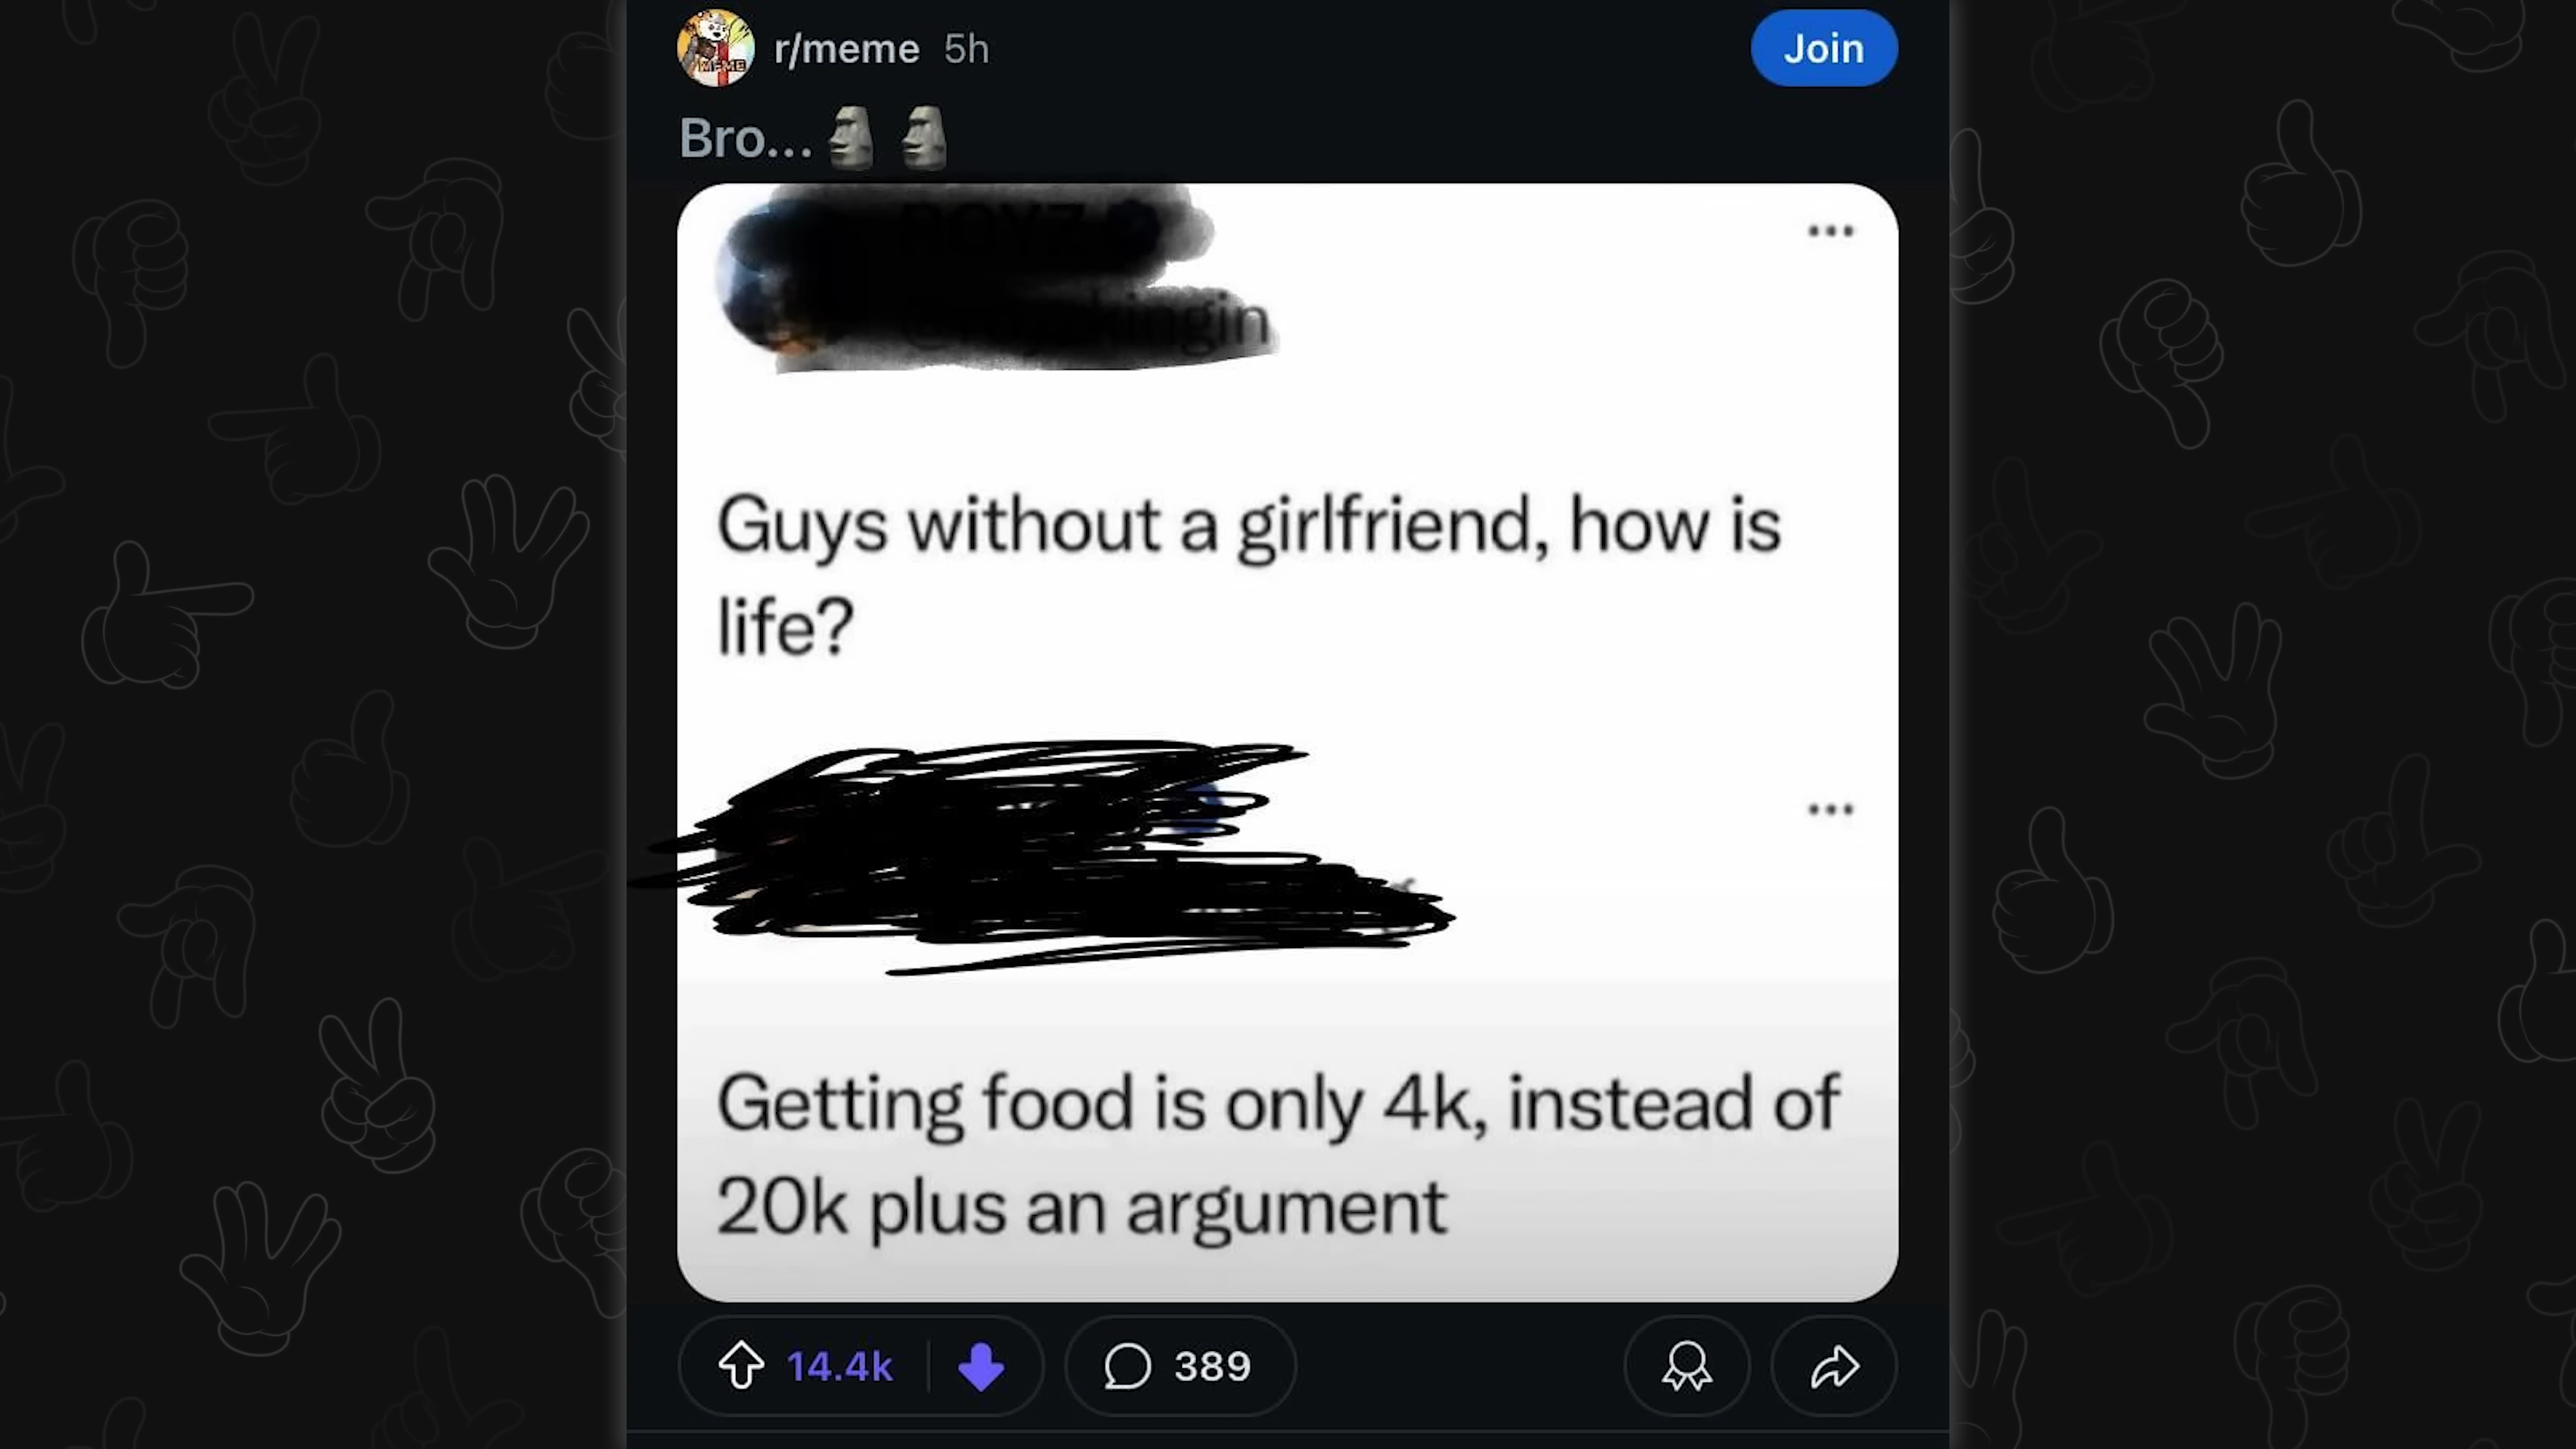 r/meme 5h
Join
Bro...🗿 🗿
Guys without a girlfriend, how is
life?
Getting food is only 4k, instead of
20k plus an argument
14.4k
389